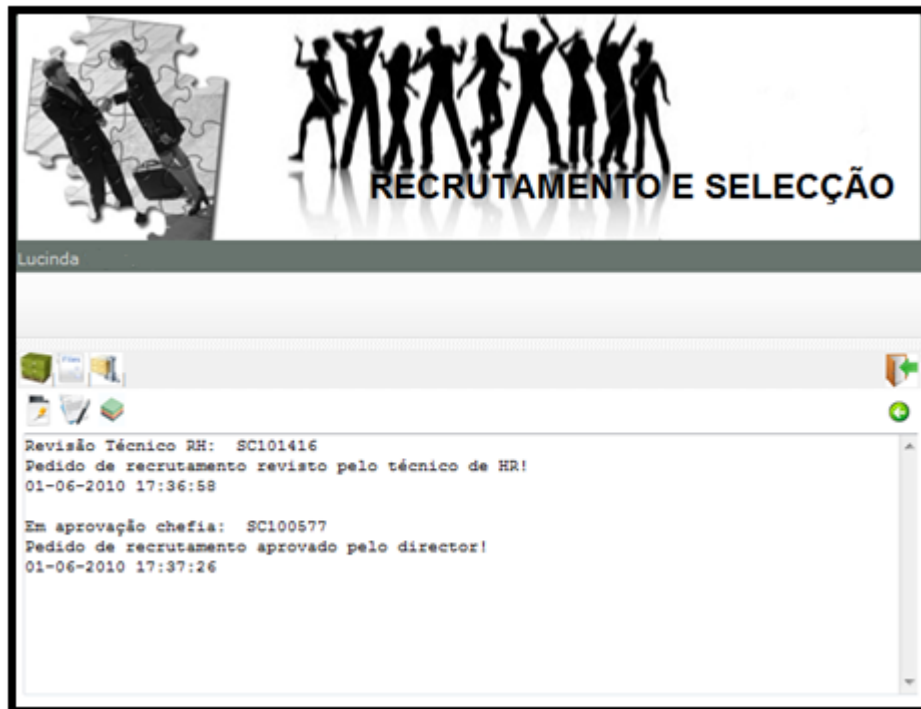 RECRUTAMENTO E SELECÇÃO
Lucinda
Revisão Técnico RH:  SC101416
Pedido de recrutamento revisto pelo técnico de HR!
01-06-2010 17:36:58
Em aprovação chefia:  SC100577
Pedido de recrutamento aprovado pelo director!
01-06-2010 17:37:26